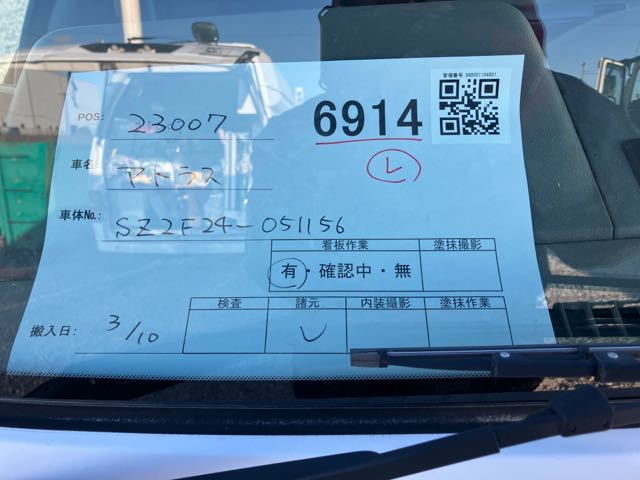 管理番号 990001104601
POS: 23007
6914
レ
車名: アトラス
車体No.: SZ2F24-051156
看板作業 塗抹撮影
有・確認中・無
検査 諸元 内装撮影 塗抹作業
搬入日: 3/10 レ